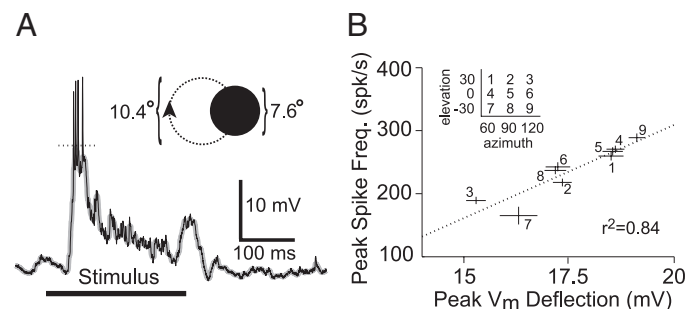 A
10.4°
7.6°
10 mV
100 ms
Stimulus
B
Peak Spike Freq. (spk/s)
400
300
200
100
elevation
30 1 2 3
0 4 5 6
-30 7 8 9
60 90 120
azimuth
9
5 4
1
6
8
2
3
7
r²=0.84
15 17.5 20
Peak Vm Deflection (mV)